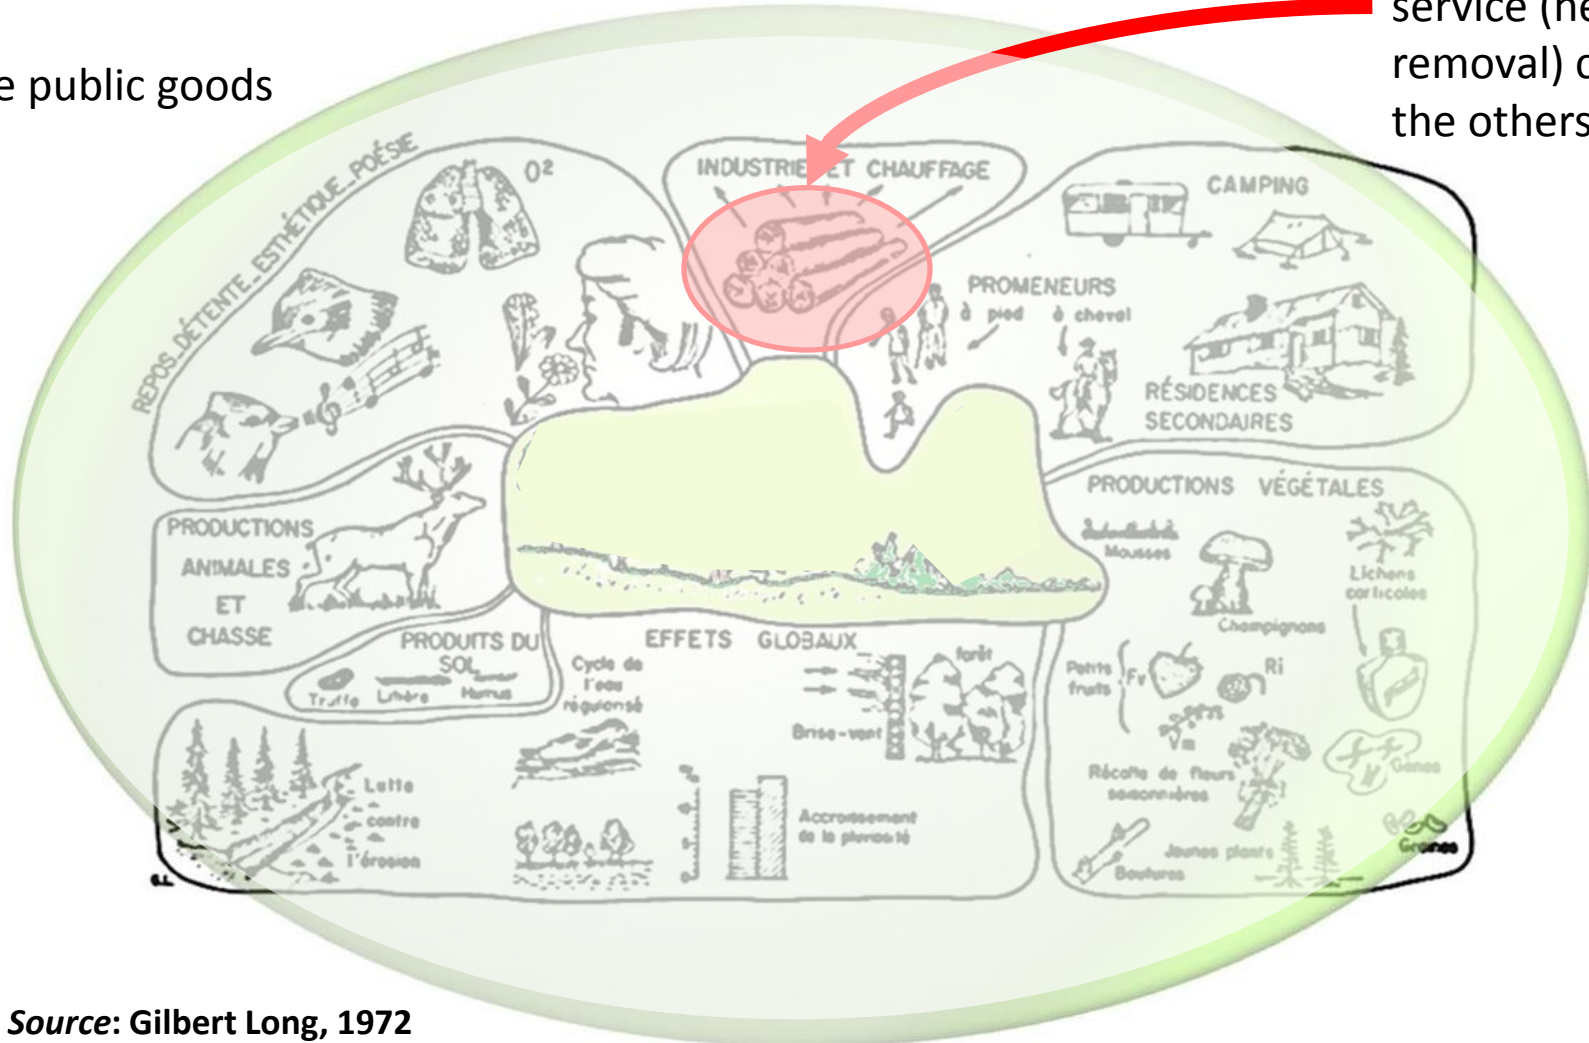 e public goods
service (he
removal) o
the others
REPOS_DÉTENTE_ESTHÉTIQUE_POÉSIE
O²
INDUSTRIE ET CHAUFFAGE
CAMPING
PROMENEURS
à pied à cheval
RÉSIDENCES
SECONDAIRES
PRODUCTIONS
ANIMALES
ET
CHASSE
PRODUITS DU
SOL
Truffe Litière Humus
EFFETS GLOBAUX
Cycle de
l'eau
régularisé
forêt
Brise-vent
Lutte
contre
l'érosion
Accroissement
de la pluviosité
PRODUCTIONS VÉGÉTALES
Mousses
Champignons
Lichens
corticoles
Petits
fruits
Fr
Ri
Vm
Récolte de fleurs
saisonnières
Gènes
Graines
Jeunes plants
Boutures
G.L.
Source: Gilbert Long, 1972